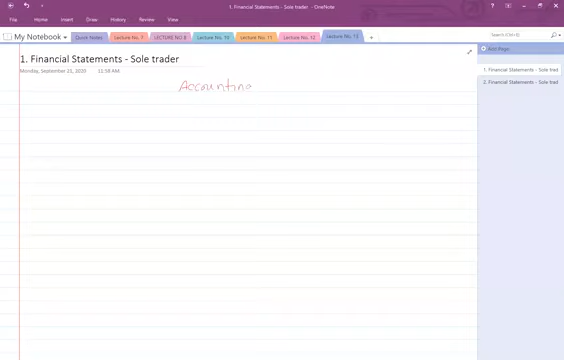 1. Financial Statements - Sole trader - OneNote
File Home Insert Draw History Review View
My Notebook Quick Notes Lecture No. 7 LECTURE NO 8 Lecture No. 10 Lecture No. 11 Lecture No. 12 Lecture No. 13 + Search (Ctrl+E)
1. Financial Statements - Sole trader
Monday, September 21, 11:58 AM
Accounting
Add Page
1. Financial Statements - Sole trad
2. Financial Statements - Sole trad